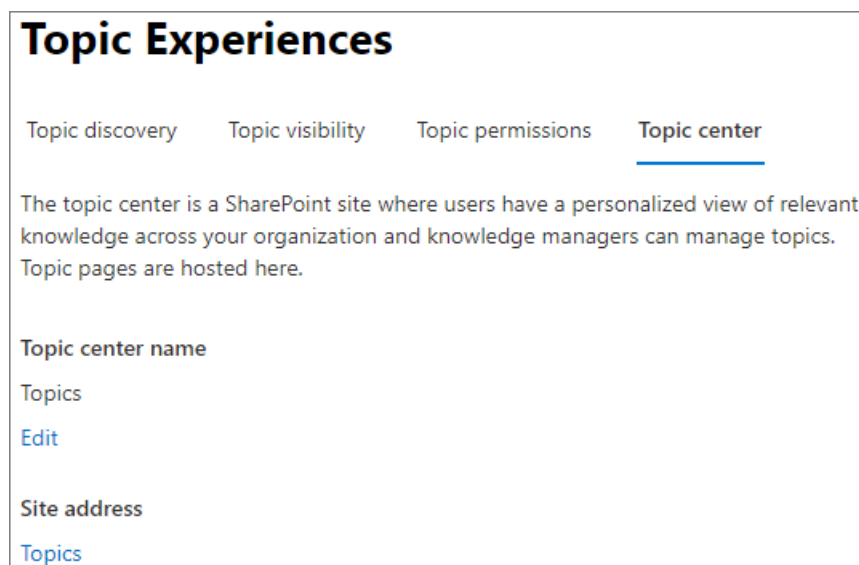 Topic Experiences
Topic discovery Topic visibility Topic permissions Topic center
The topic center is a SharePoint site where users have a personalized view of relevant
knowledge across your organization and knowledge managers can manage topics.
Topic pages are hosted here.
Topic center name
Topics
Edit
Site address
Topics